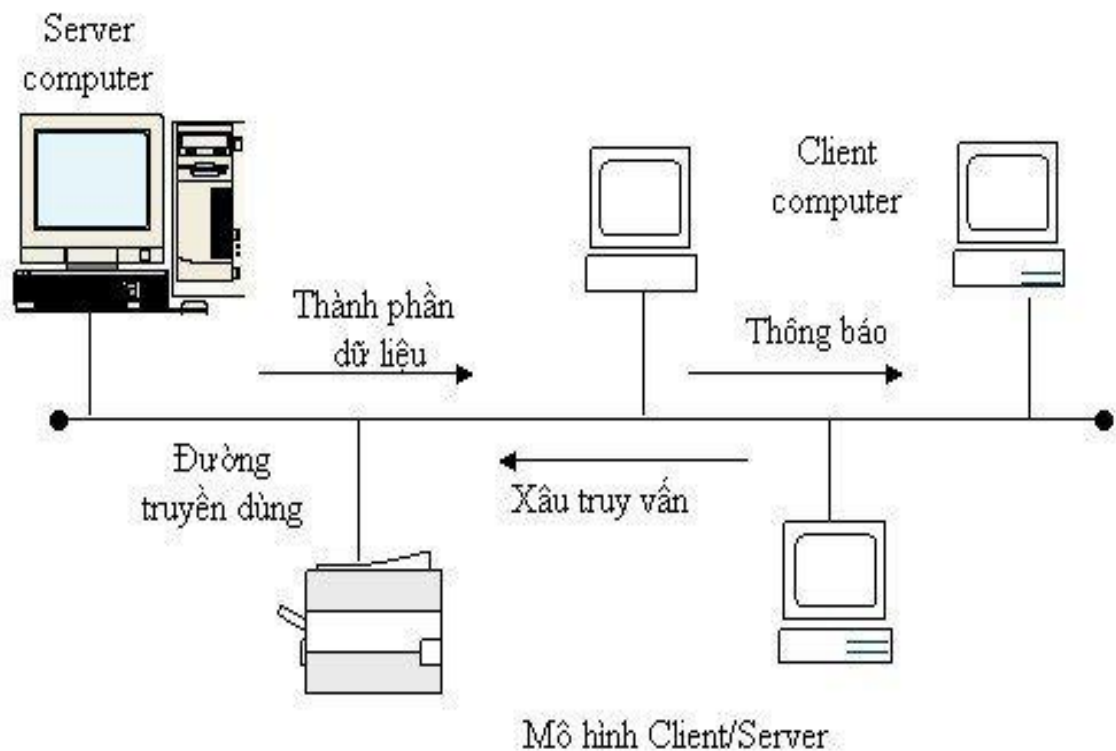 Server
computer
Client
computer
Thành phần
dữ liệu
Thông báo
Đường
truyền dùng
Xâu truy vấn
Mô hình Client/Server